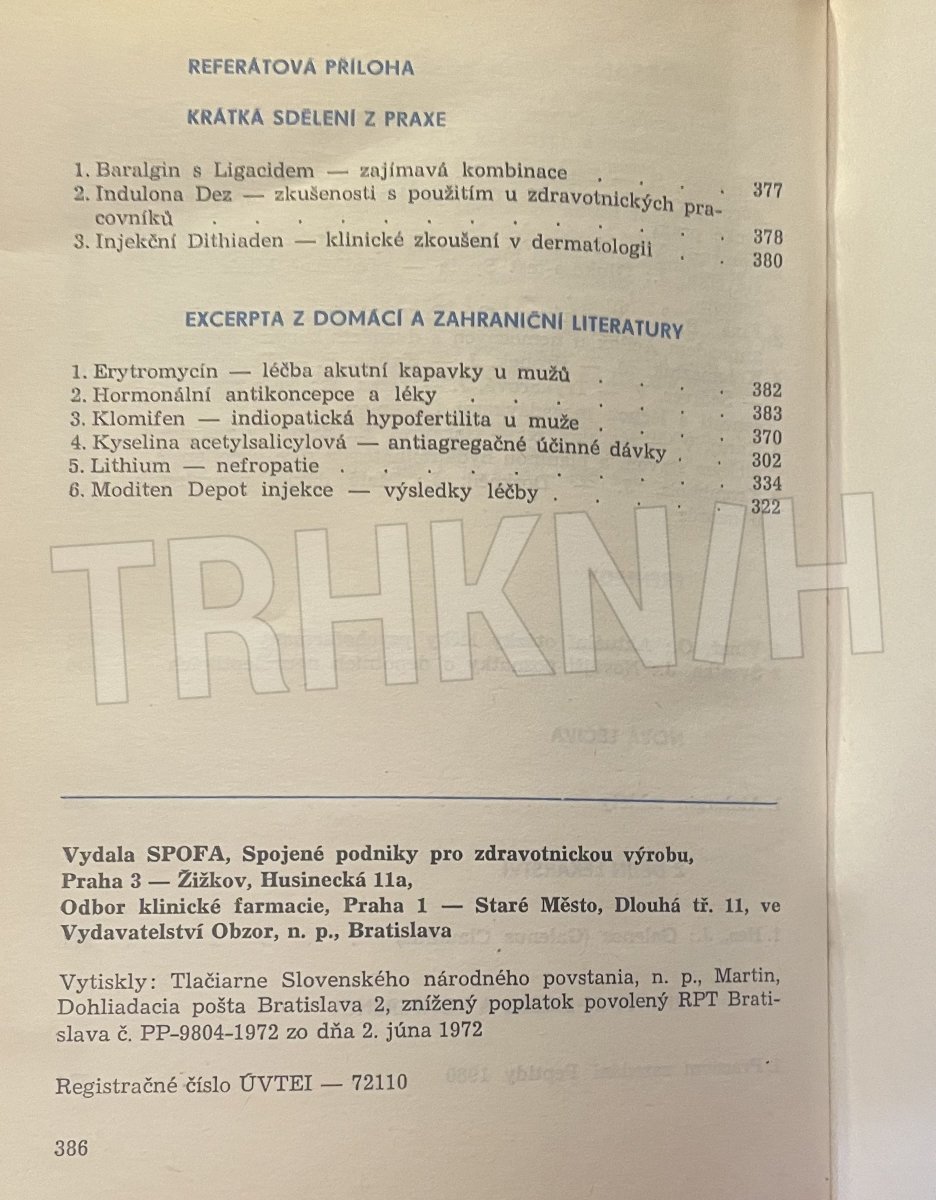 REFERÁTOVÁ PŘÍLOHA
KRÁTKÁ SDĚLENÍ Z PRAXE
1. Baralgin s Ligacidem — zajímavá kombinace . . . . 377
2. Indulona Dez — zkušenosti s použitím u zdravotnických pra-
covníků . . . . . . . . . . . . . 378
3. Injekční Dithiaden — klinické zkoušení v dermatologii . . 380
EXCERPTA Z DOMÁCÍ A ZAHRANIČNÍ LITERATURY
1. Erytromycín — léčba akutní kapavky u mužů . . . . 382
2. Hormonální antikoncepce a léky . . . . . . . 383
3. Klomifen — indiopatická hypofertilita u muže . . . . 370
4. Kyselina acetylsalicylová — antiagregačné účinné dávky . . 302
5. Lithium — nefropatie . . . . . . . . . . 334
6. Moditen Depot injekce — výsledky léčby . . . . . 322
TRHKNIH
Vydala SPOFA, Spojené podniky pro zdravotnickou výrobu,
Praha 3 — Žižkov, Husinecká 11a,
Odbor klinické farmacie, Praha 1 — Staré Město, Dlouhá tř. 11, ve
Vydavatelství Obzor, n. p., Bratislava
Vytiskly: Tlačiarne Slovenského národného povstania, n. p., Martin,
Dohliadacia pošta Bratislava 2, znížený poplatok povolený RPT Brati-
slava č. PP-9804-1972 zo dňa 2. júna 1972
Registračné číslo ÚVTEI — 72110
386